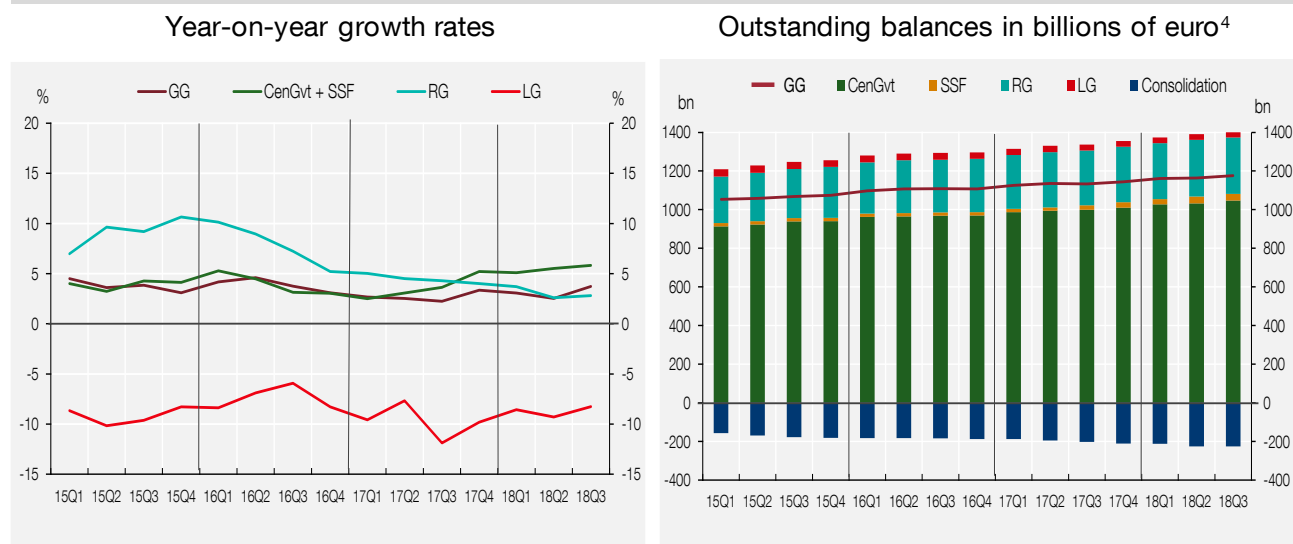 Year-on-year growth rates
% %
GG CenGvt + SSF RG LG
20 20
15 15
10 10
5 5
0 0
-5 -5
-10 -10
-15 -15
15Q1 15Q2 15Q3 15Q4 16Q1 16Q2 16Q3 16Q4 17Q1 17Q2 17Q3 17Q4 18Q1 18Q2 18Q3
Outstanding balances in billions of euro⁴
GG CenGvt SSF RG LG Consolidation
bn bn
1400 1400
1200 1200
1000 1000
800 800
600 600
400 400
200 200
0 0
-200 -200
-400 -400
15Q1 15Q2 15Q3 15Q4 16Q1 16Q2 16Q3 16Q4 17Q1 17Q2 17Q3 17Q4 18Q1 18Q2 18Q3